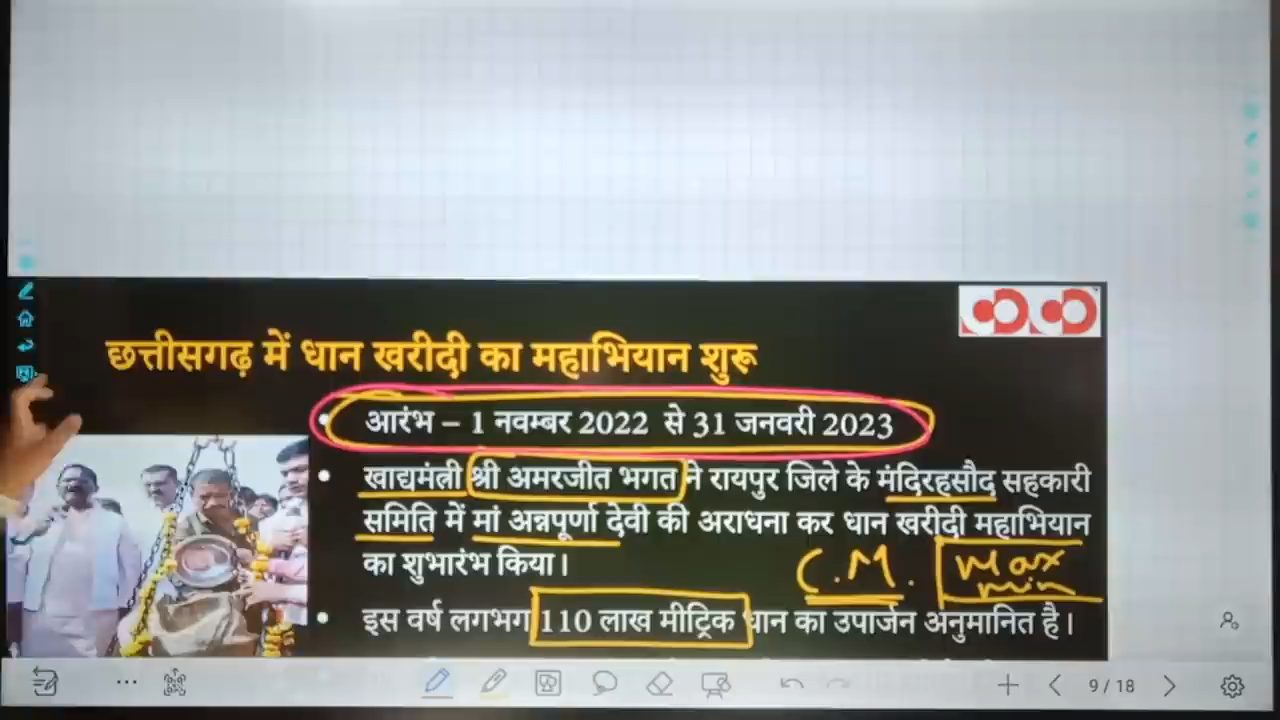 छत्तीसगढ़ में धान खरीदी का महाभियान शुरू
• आरंभ – 1 नवम्बर 2022 से 31 जनवरी 2023
• खाद्यमंत्री श्री अमरजीत भगत ने रायपुर जिले के मंदिरहसौद सहकारी
समिति में मां अन्नपूर्णा देवी की अराधना कर धान खरीदी महाभियान
का शुभारंभ किया।
C.M.
Max
min
• इस वर्ष लगभग 110 लाख मीट्रिक धान का उपार्जन अनुमानित है।
9 / 18